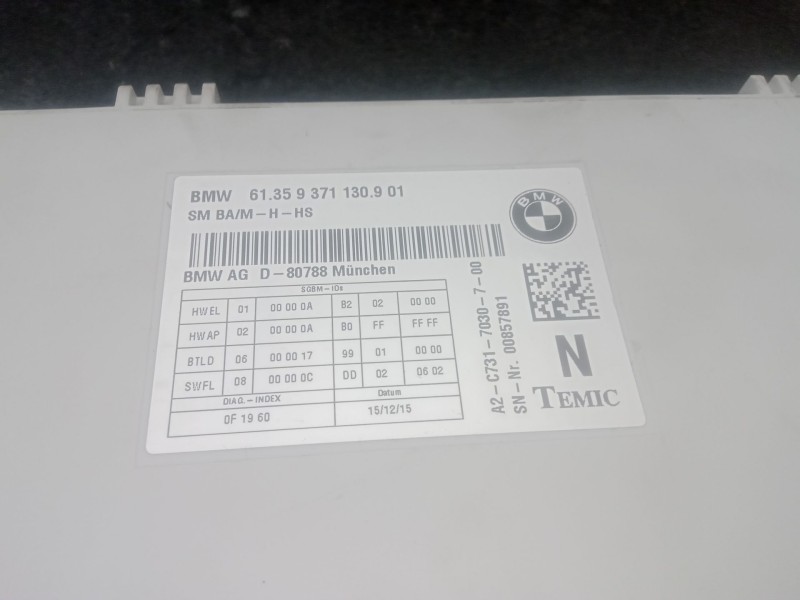 BMW 61.35 9 371 130.9 01
SM BA/M-H-HS
BMW
BMW AG D-80788 München
SGBM-IDs
HWEL 01 00 00 0A B2 02 00 00
HWAP 02 00 00 0A B0 FF FF FF
BTLD 06 00 00 17 99 01 00 00
SWFL 08 00 00 0C DD 02 06 02
DIAG.-INDEX Datum
0F 19 60 15/12/15
A2-C731-7030-7-00
SN-Nr. 00857891
N
TEMIC